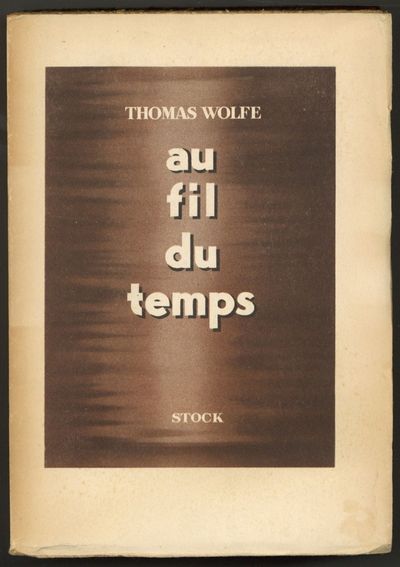 THOMAS WOLFE
au
fil
du
temps
STOCK